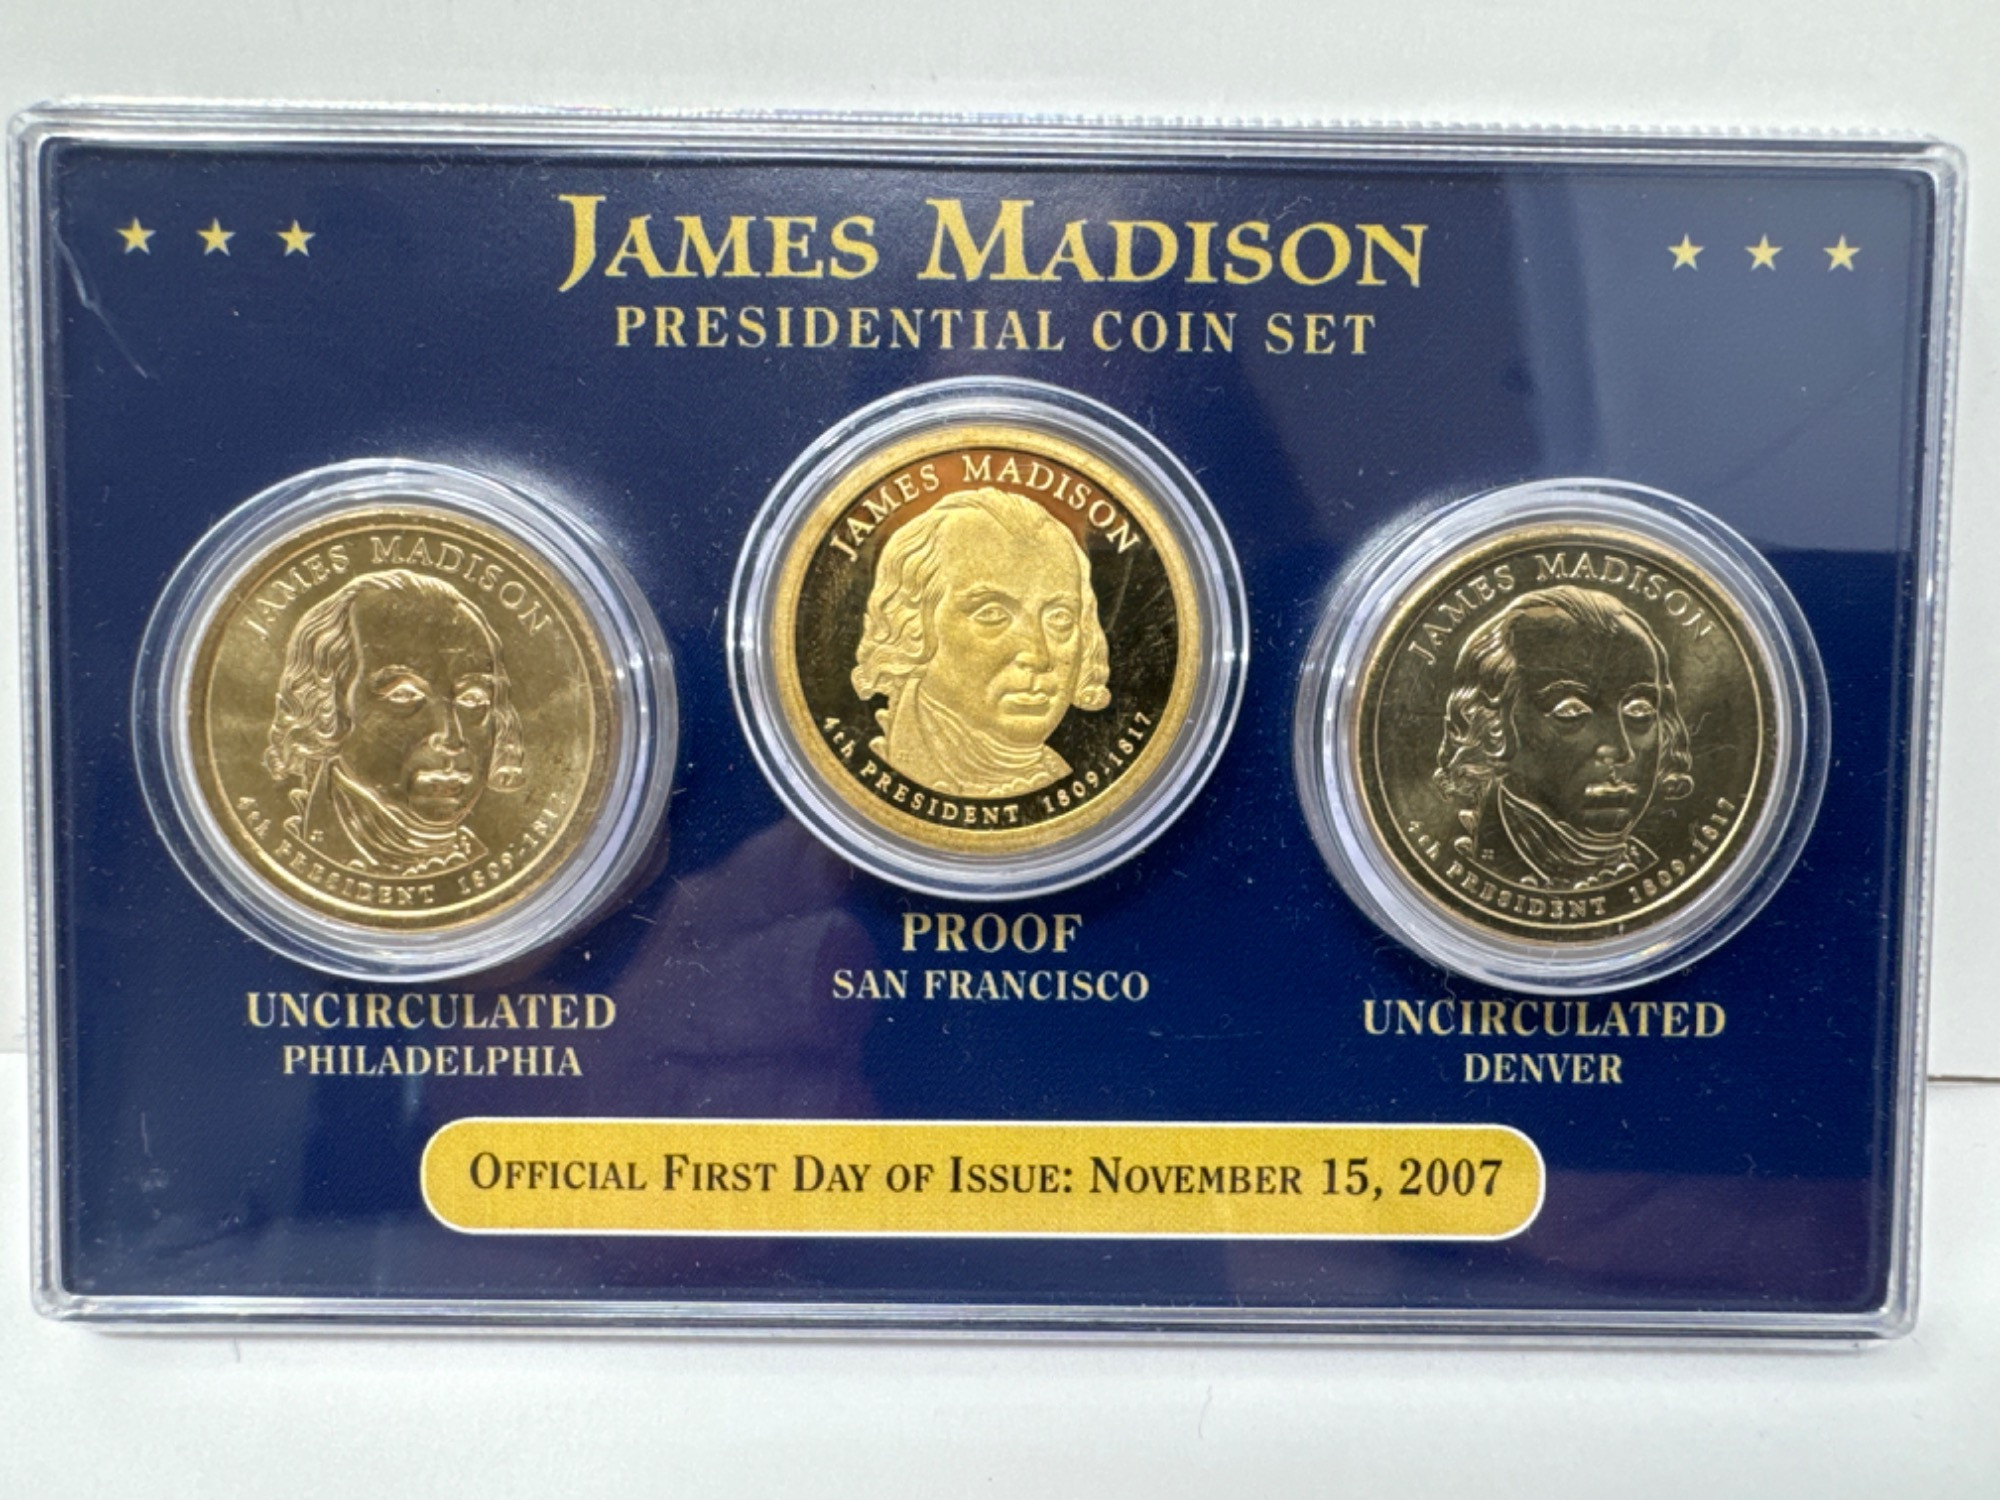 JAMES MADISON
PRESIDENTIAL COIN SET
JAMES MADISON
4th PRESIDENT 1809-1817
JAMES MADISON
4th PRESIDENT 1809-1817
JAMES MADISON
4th PRESIDENT 1809-1817
UNCIRCULATED
PHILADELPHIA
PROOF
SAN FRANCISCO
UNCIRCULATED
DENVER
OFFICIAL FIRST DAY OF ISSUE: NOVEMBER 15, 2007